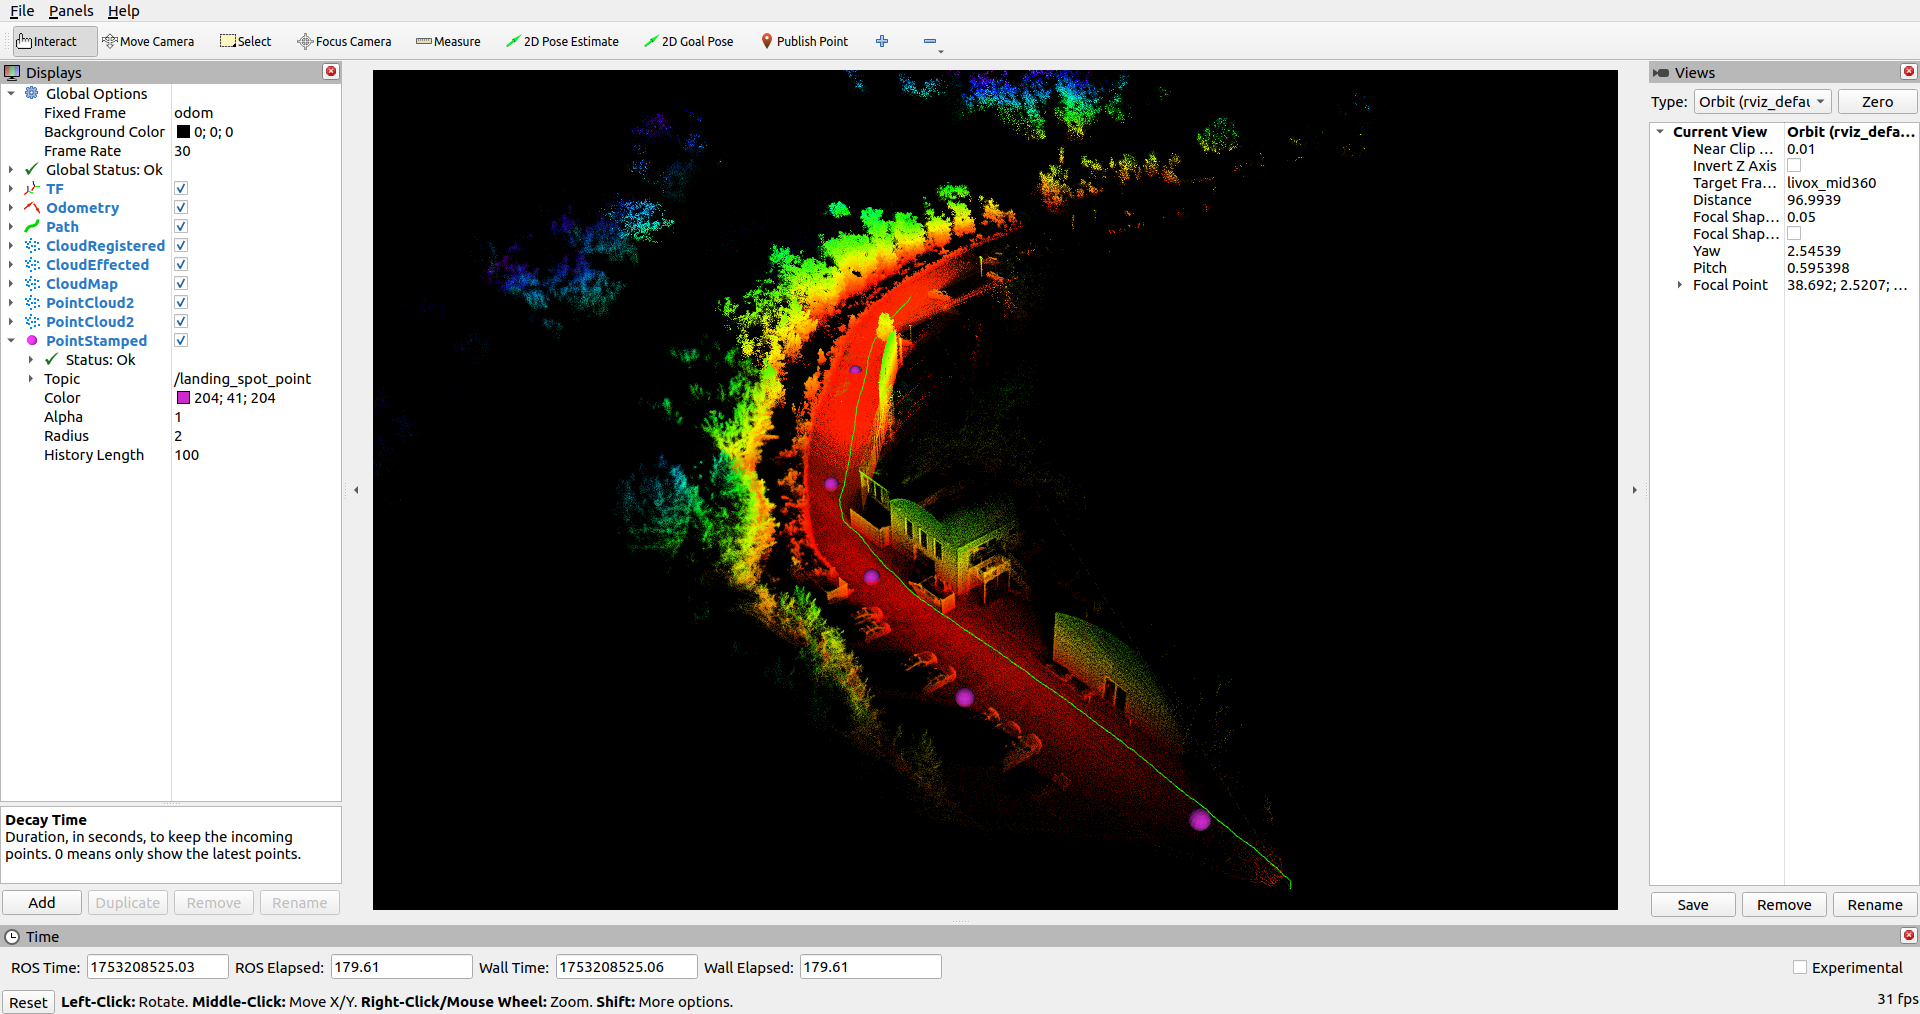 File Panels Help
Interact Move Camera Select Focus Camera Measure 2D Pose Estimate 2D Goal Pose Publish Point
Displays
Global Options
Fixed Frame odom
Background Color 0; 0; 0
Frame Rate 30
Global Status: Ok
TF
Odometry
Path
CloudRegistered
CloudEffected
CloudMap
PointCloud2
PointCloud2
PointStamped
Status: Ok
Topic /landing_spot_point
Color 204; 41; 204
Alpha 1
Radius 2
History Length 100
Decay Time
Duration, in seconds, to keep the incoming
points. 0 means only show the latest points.
Add Duplicate Remove Rename
Views
Type: Orbit (rviz_defau Zero
Current View Orbit (rviz_defa...
Near Clip ... 0.01
Invert Z Axis
Target Fra... livox_mid360
Distance 96.9939
Focal Shap... 0.05
Focal Shap...
Yaw 2.54539
Pitch 0.595398
Focal Point 38.692; 2.5207; ...
Save Remove Rename
Time
ROS Time: 1753208525.03 ROS Elapsed: 179.61 Wall Time: 1753208525.06 Wall Elapsed: 179.61 Experimental
Reset Left-Click: Rotate. Middle-Click: Move X/Y. Right-Click/Mouse Wheel: Zoom. Shift: More options. 31 fps